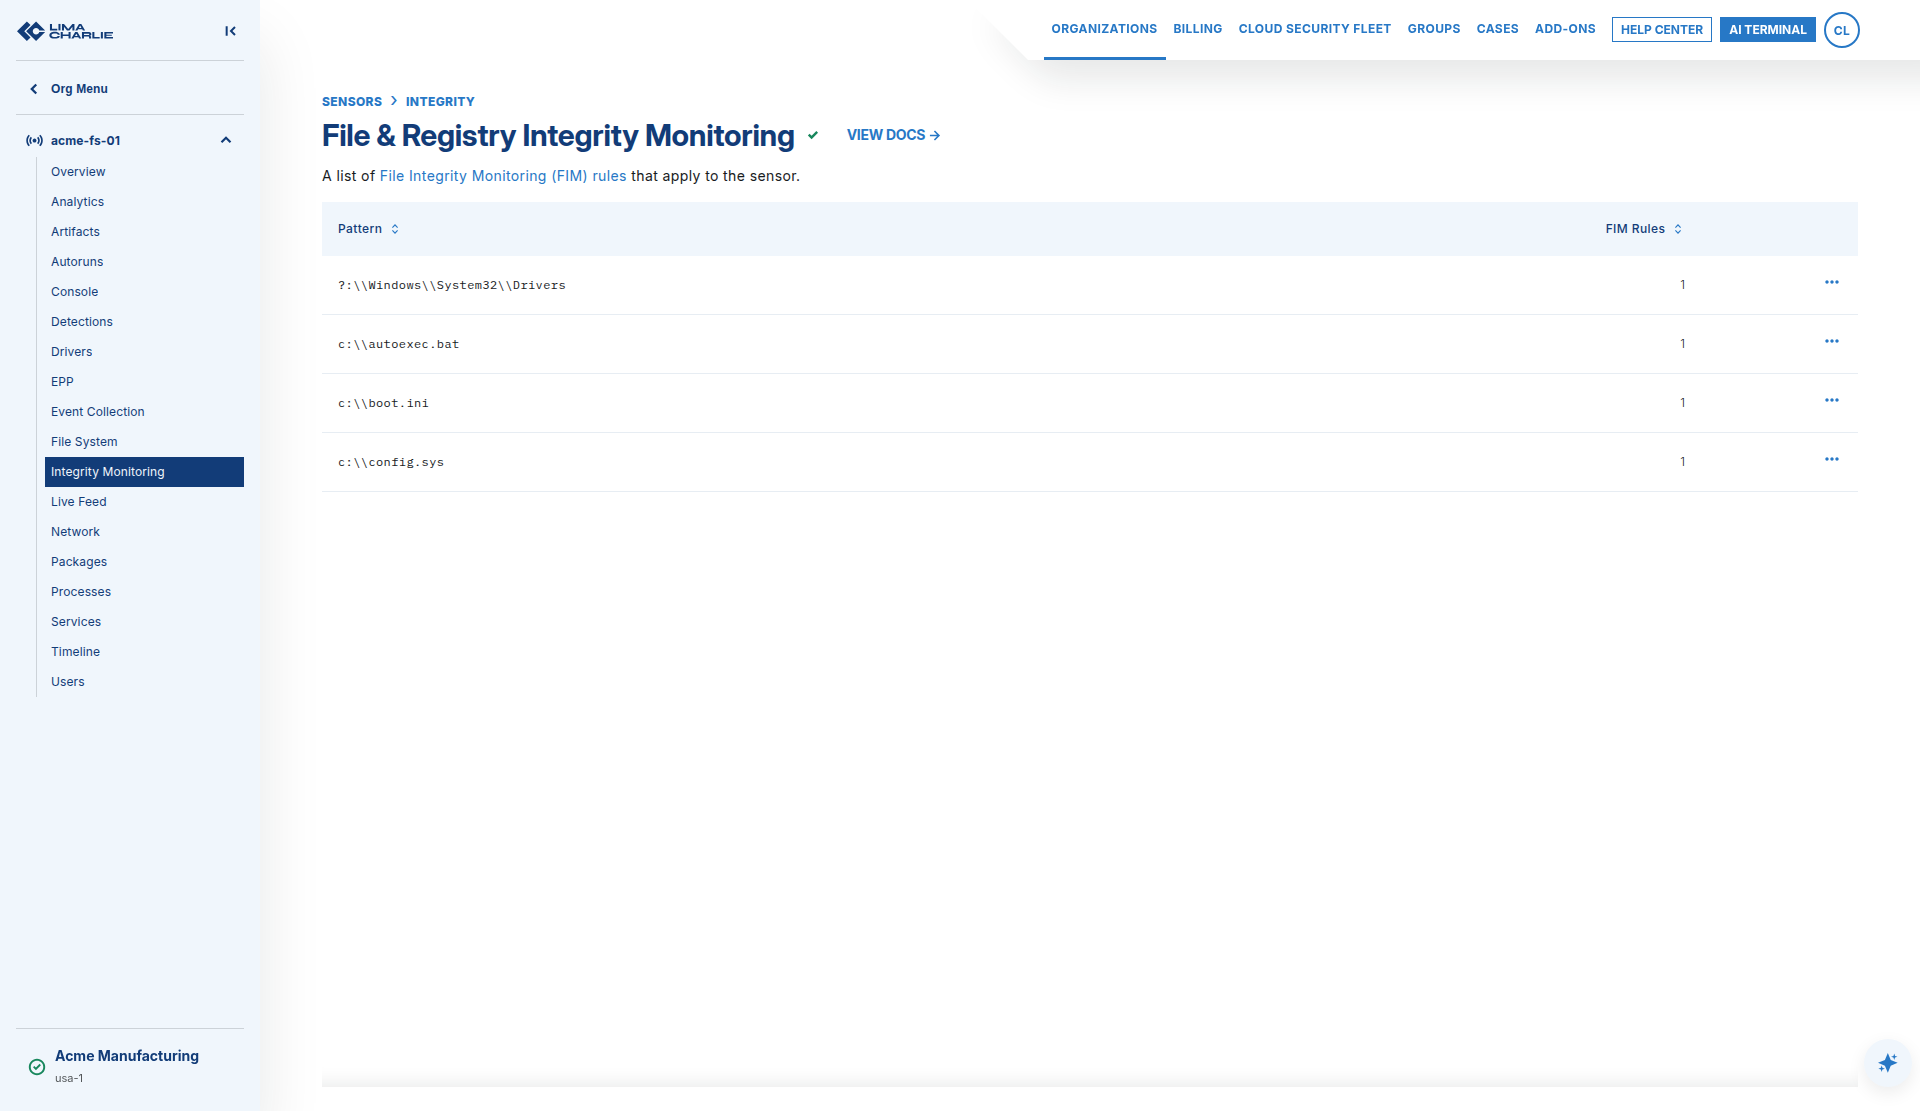 LIMA
CHARLIE
ORGANIZATIONS BILLING CLOUD SECURITY FLEET GROUPS CASES ADD-ONS HELP CENTER AI TERMINAL CL
Org Menu
acme-fs-01
Overview
Analytics
Artifacts
Autoruns
Console
Detections
Drivers
EPP
Event Collection
File System
Integrity Monitoring
Live Feed
Network
Packages
Processes
Services
Timeline
Users
Acme Manufacturing
usa-1
SENSORS > INTEGRITY
File & Registry Integrity Monitoring VIEW DOCS →
A list of File Integrity Monitoring (FIM) rules that apply to the sensor.
Pattern FIM Rules
?:\\Windows\\System32\\Drivers 1
c:\\autoexec.bat 1
c:\\boot.ini 1
c:\\config.sys 1